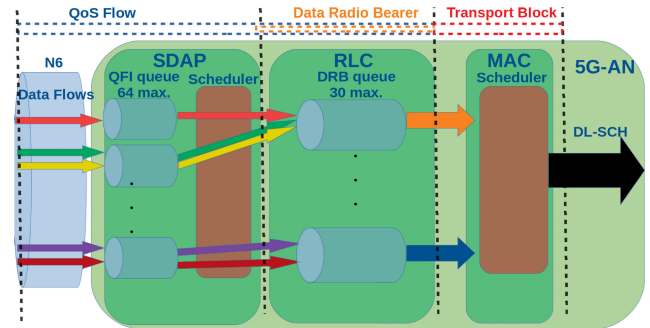 QoS Flow
Data Radio Bearer
Transport Block
N6
SDAP
RLC
MAC
5G-AN
QFI queue
64 max.
Scheduler
DRB queue
30 max.
Scheduler
Data Flows
DL-SCH